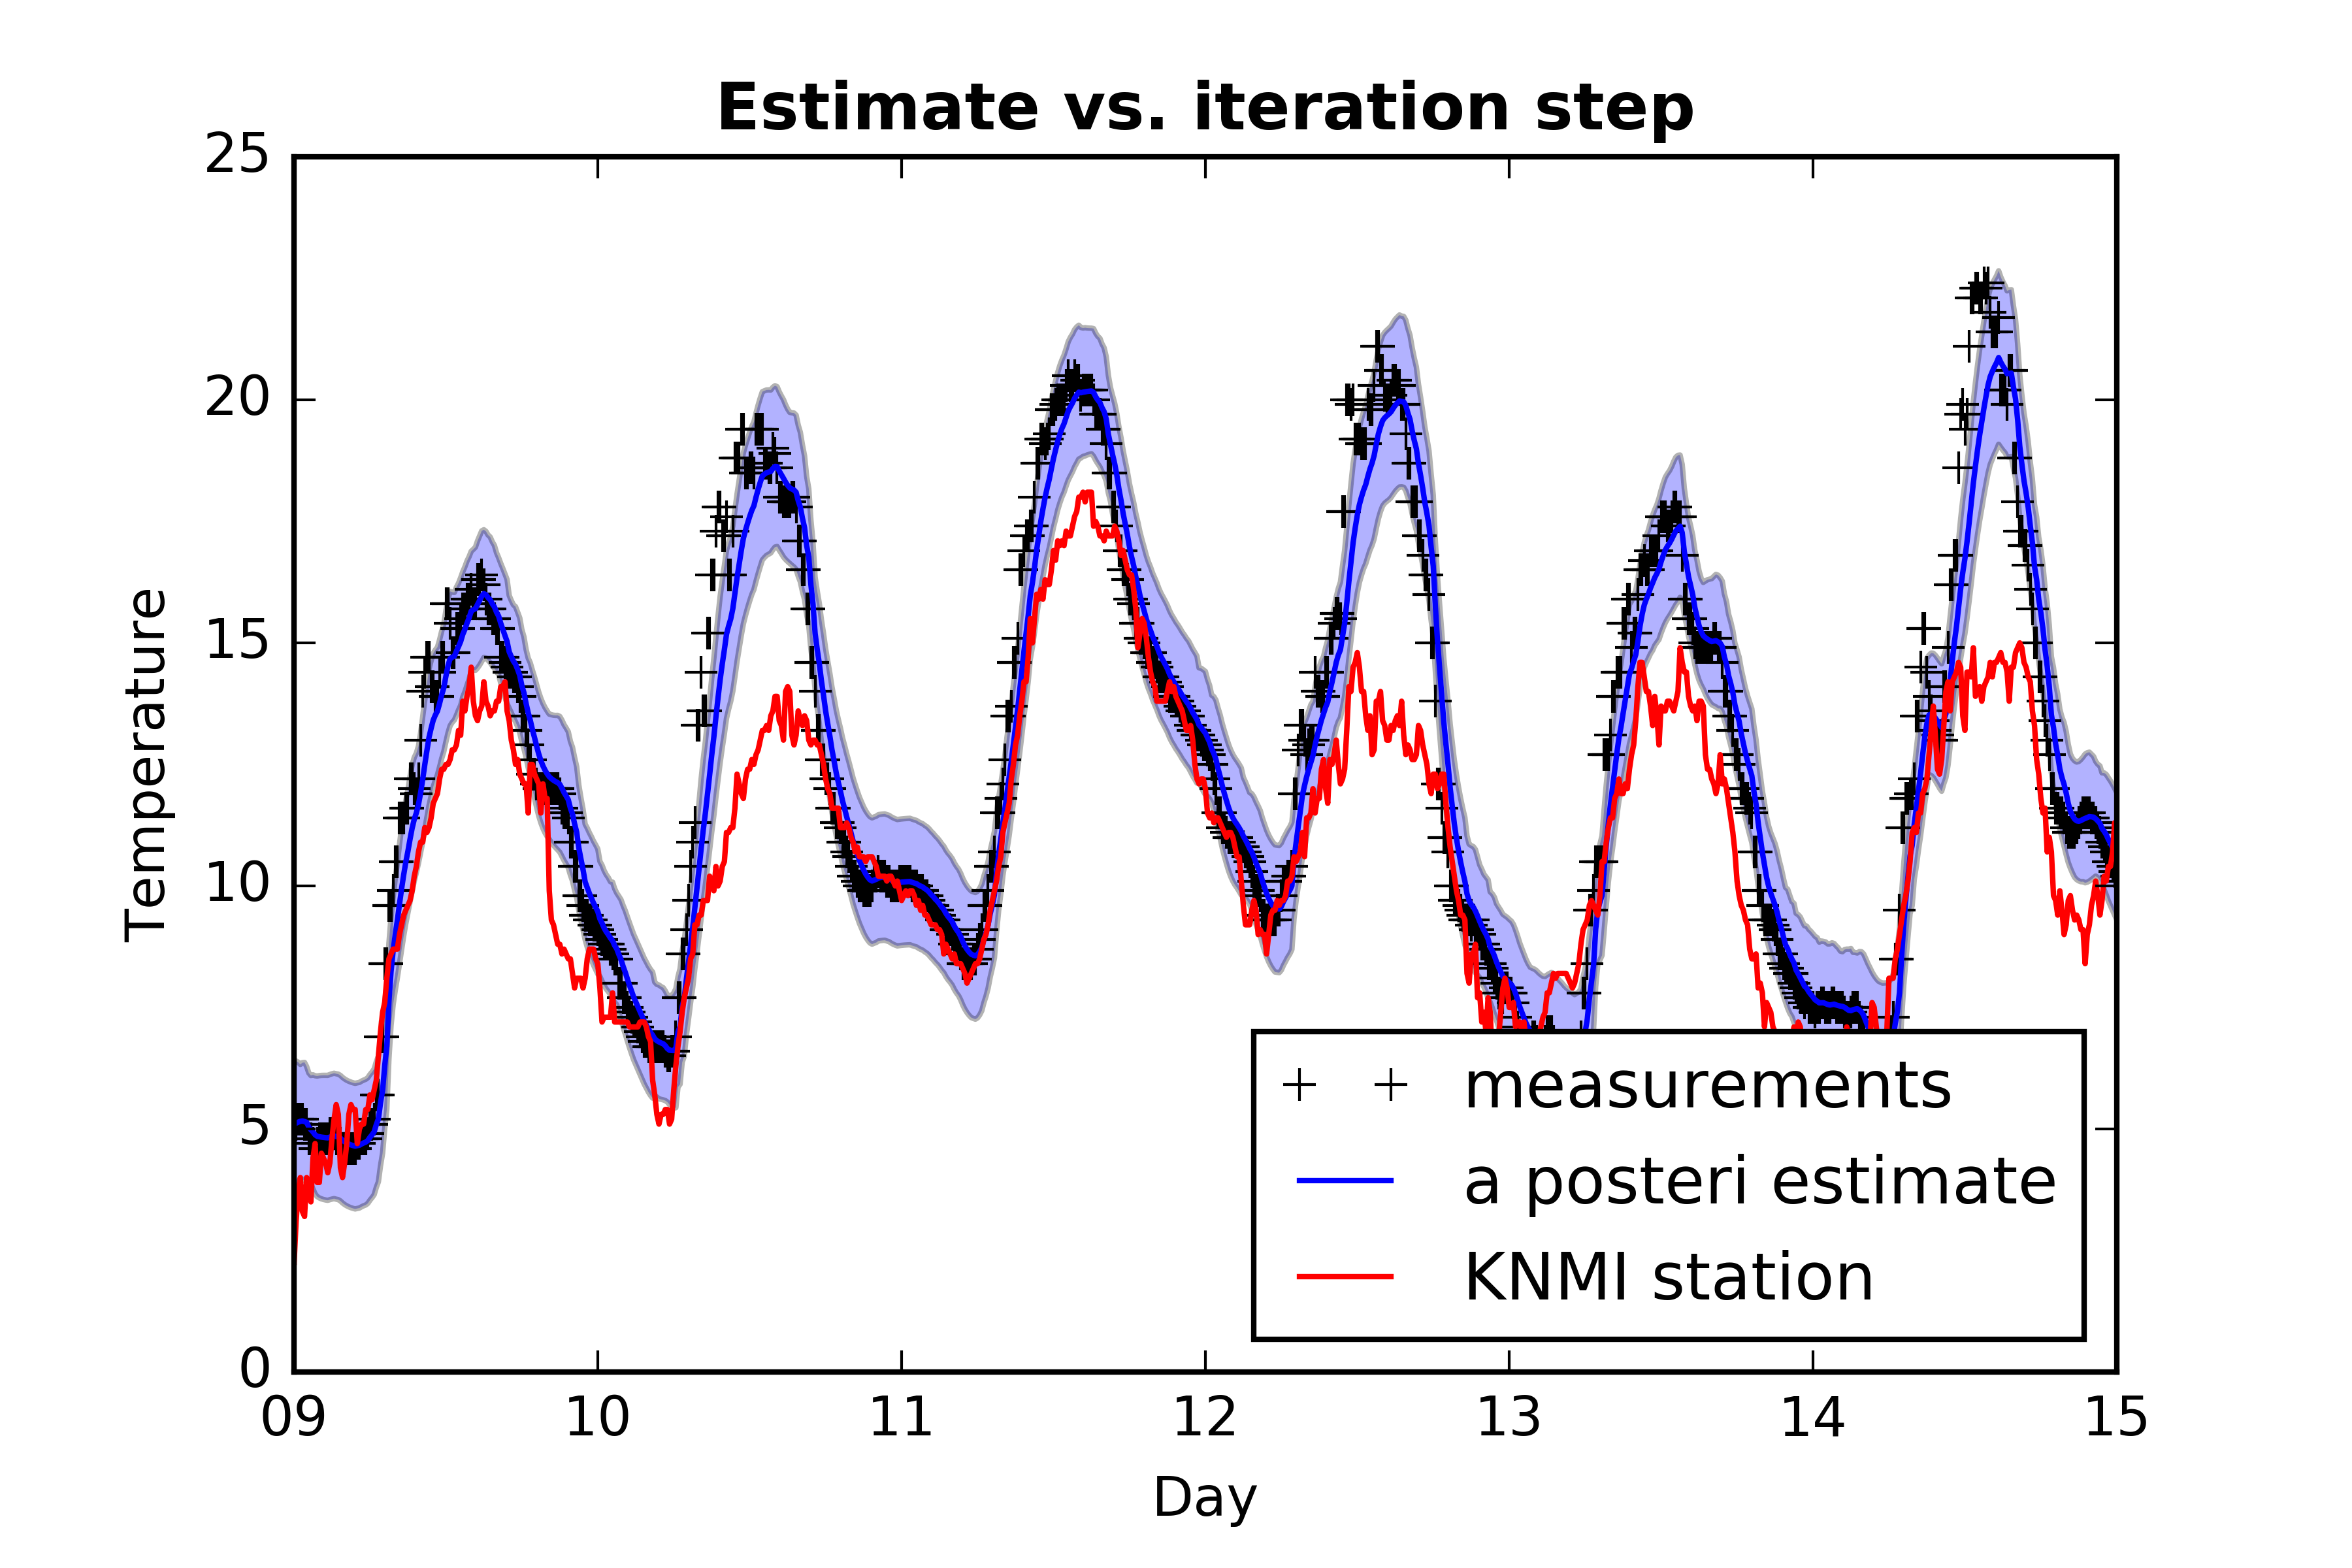 Estimate vs. iteration step
25
20
15
10
5
0
Temperature
09 10 11 12 13 14 15
Day
measurements
a posteri estimate
KNMI station